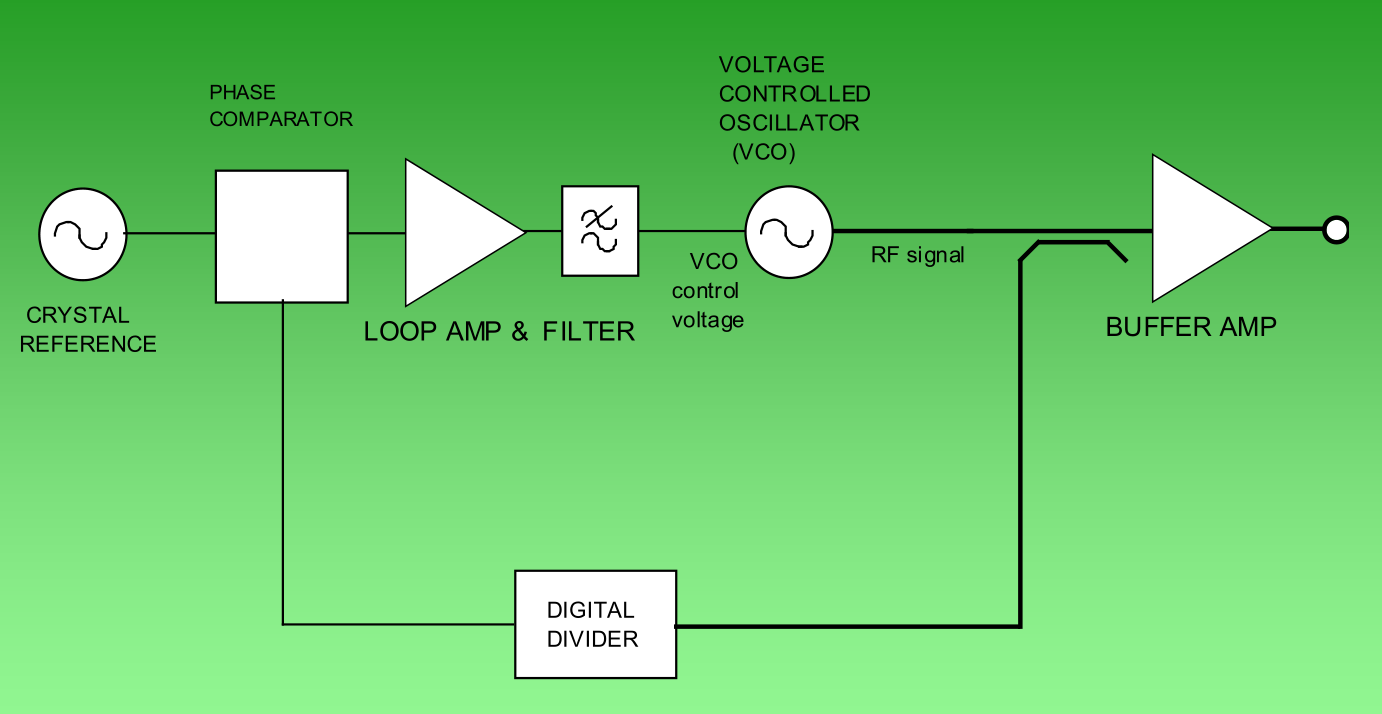 PHASE
COMPARATOR
VOLTAGE
CONTROLLED
OSCILLATOR
(VCO)
CRYSTAL
REFERENCE
LOOP AMP & FILTER
VCO
control
voltage
RF signal
BUFFER AMP
DIGITAL
DIVIDER